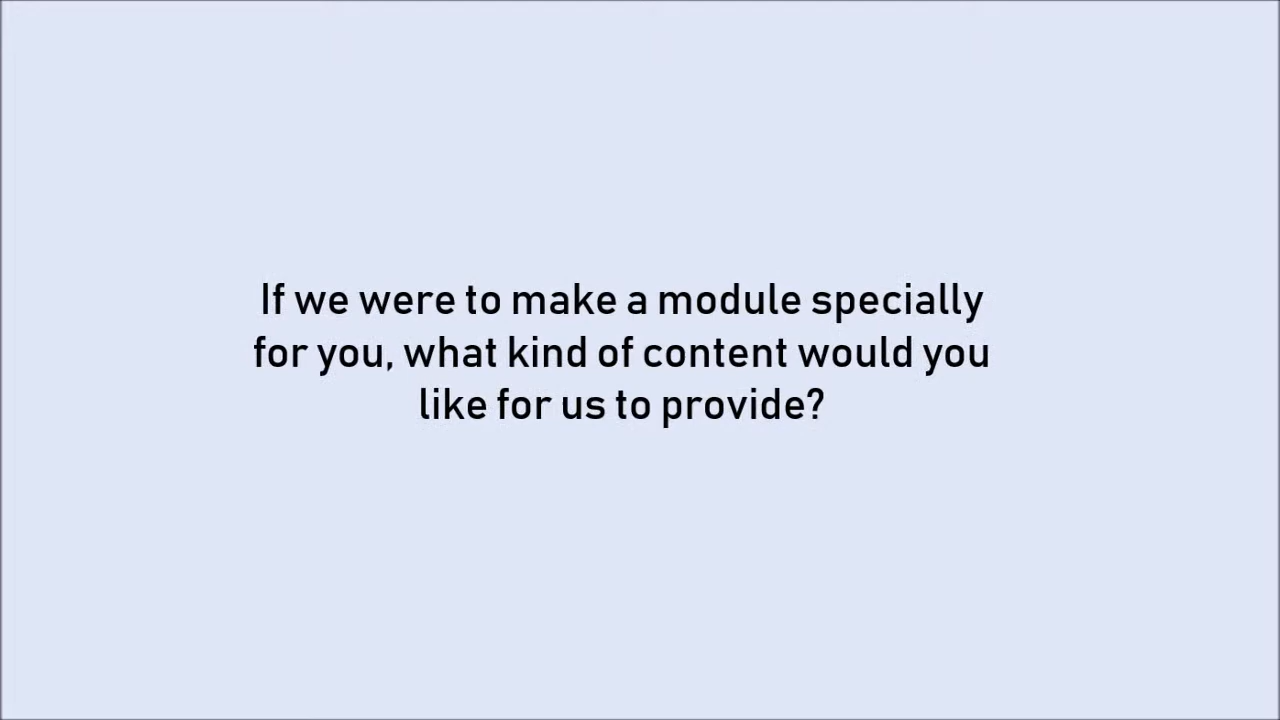 If we were to make a module specially
for you, what kind of content would you
like for us to provide?